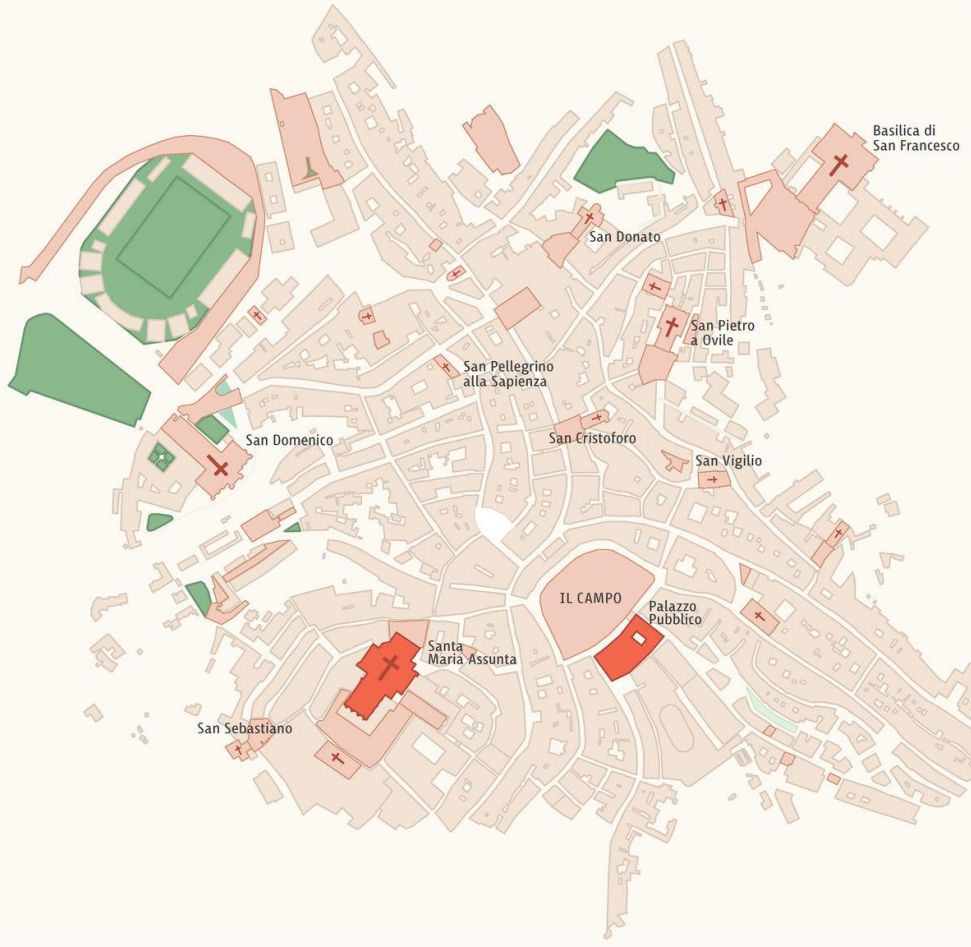 Basilica di
San Francesco
San Donato
San Pietro
a Ovile
San Pellegrino
alla Sapienza
San Domenico
San Cristoforo
San Vigilio
IL CAMPO
Palazzo
Pubblico
Santa
Maria Assunta
San Sebastiano